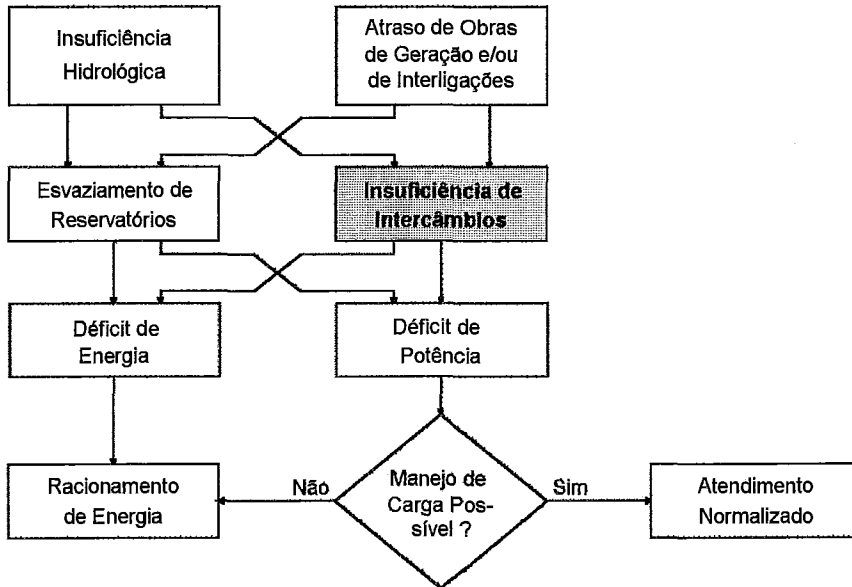 Insuficiência
Hidrológica
Atraso de Obras
de Geração e/ou
de Interligações
Esvaziamento de
Reservatórios
Insuficiência de
Intercâmbios
Déficit de
Energia
Déficit de
Potência
Racionamento
de Energia
Não
Manejo de
Carga Pos-
sível ?
Sim
Atendimento
Normalizado